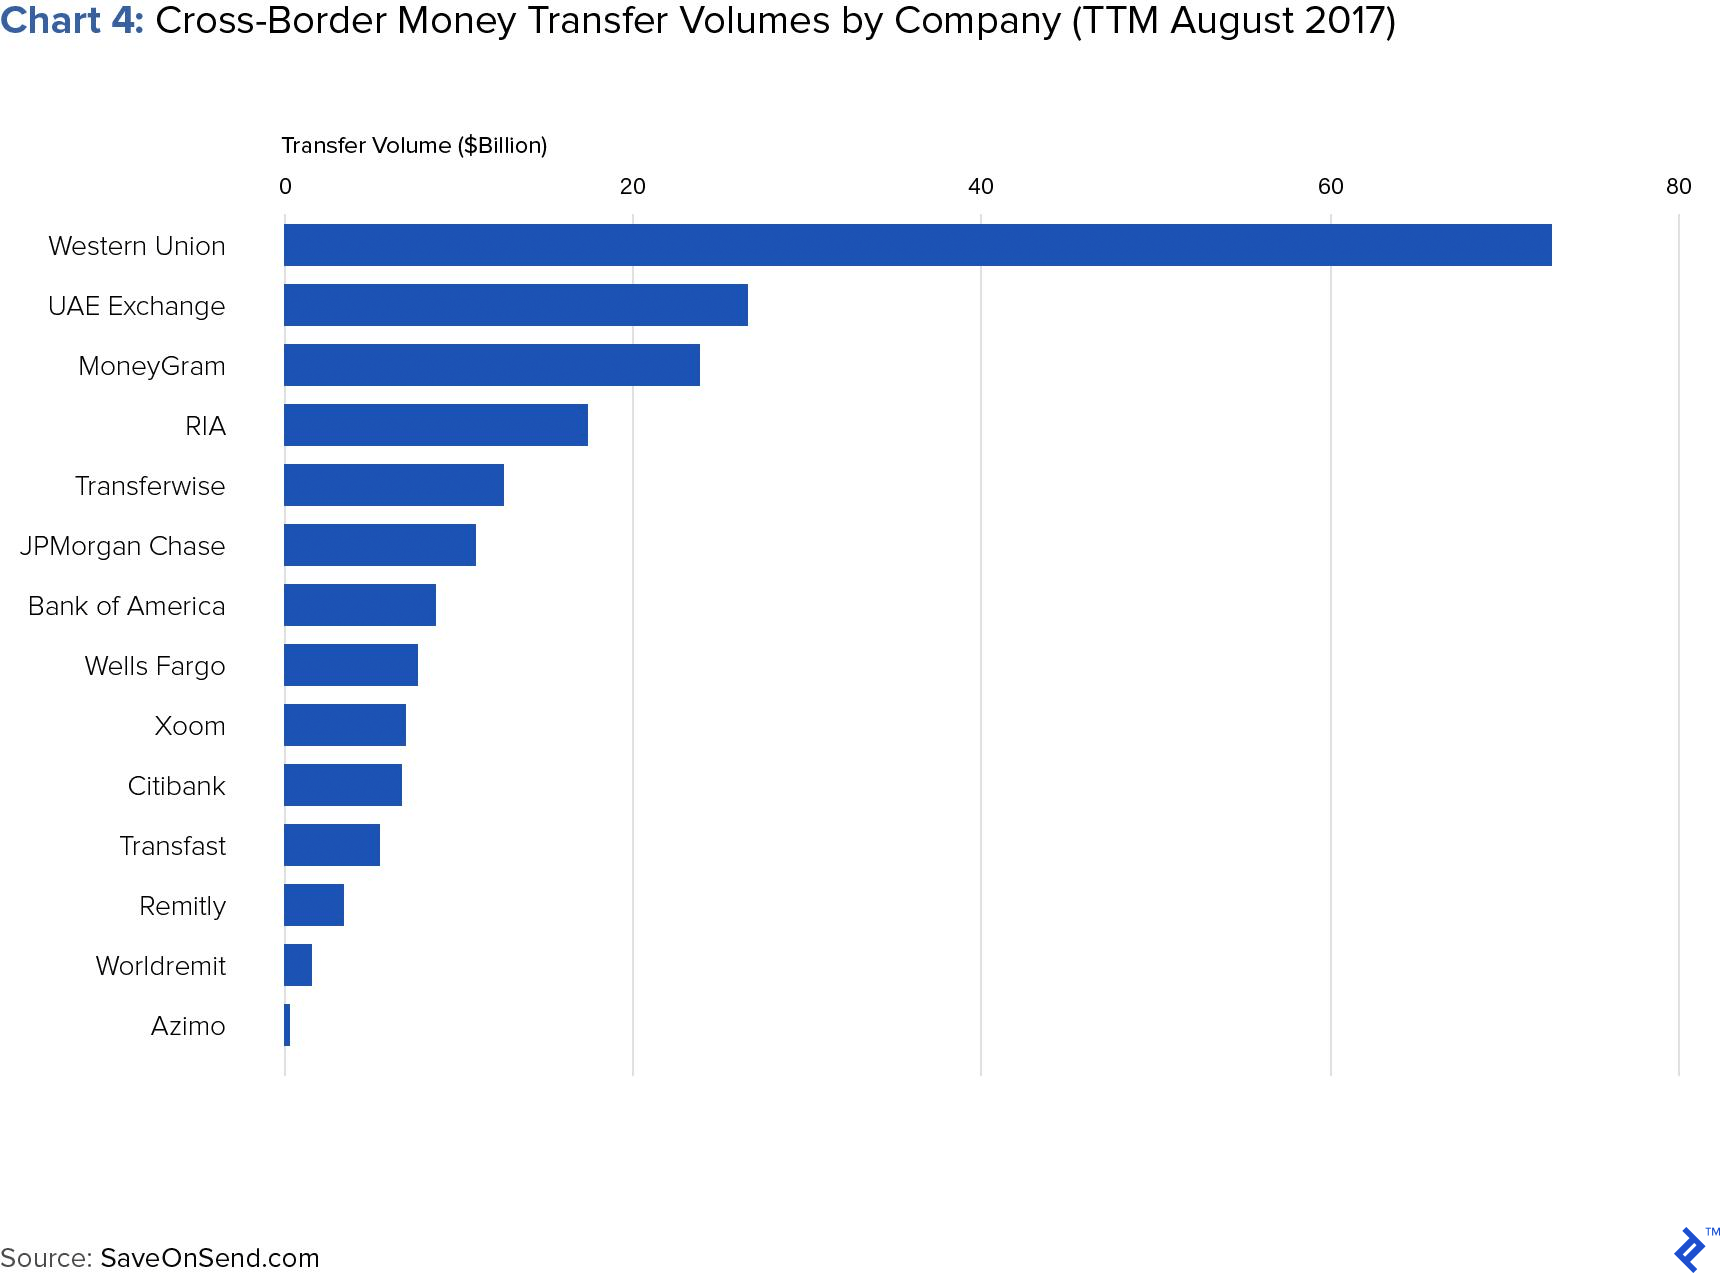 Chart 4: Cross-Border Money Transfer Volumes by Company (TTM August 2017)
Transfer Volume ($Billion)
0 20 40 60 80
Western Union
UAE Exchange
MoneyGram
RIA
Transferwise
JPMorgan Chase
Bank of America
Wells Fargo
Xoom
Citibank
Transfast
Remitly
Worldremit
Azimo
Source: SaveOnSend.com
TM